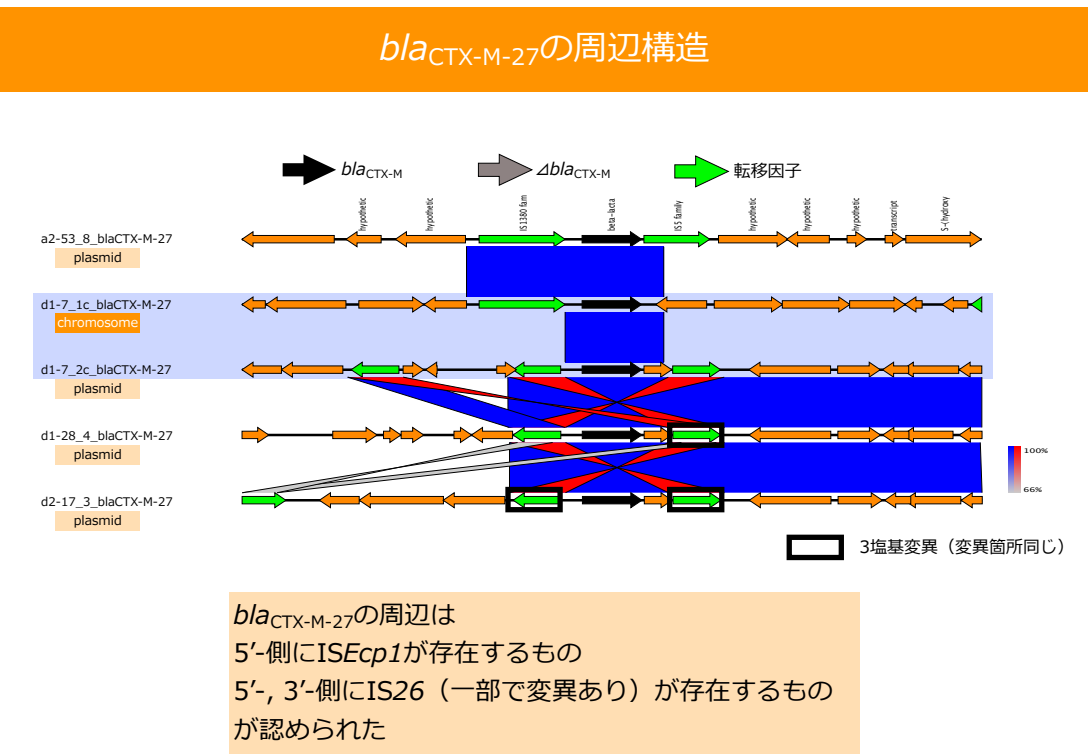 blaCTX-M-27の周辺構造
blaCTX-M
⊿blaCTX-M
転移因子
hypothetic
hypothetic
IS1380 fam
beta-lacta
IS5 family
hypothetic
hypothetic
hypothetic
transcript
S-(hydroxy
a2-53_8_blaCTX-M-27
plasmid
d1-7_1c_blaCTX-M-27
chromosome
d1-7_2c_blaCTX-M-27
plasmid
d1-28_4_blaCTX-M-27
plasmid
100%
66%
d2-17_3_blaCTX-M-27
plasmid
3塩基変異（変異箇所同じ）
blaCTX-M-27の周辺は
5′-側にISEcp1が存在するもの
5′-, 3′-側にIS26（一部で変異あり）が存在するもの
が認められた